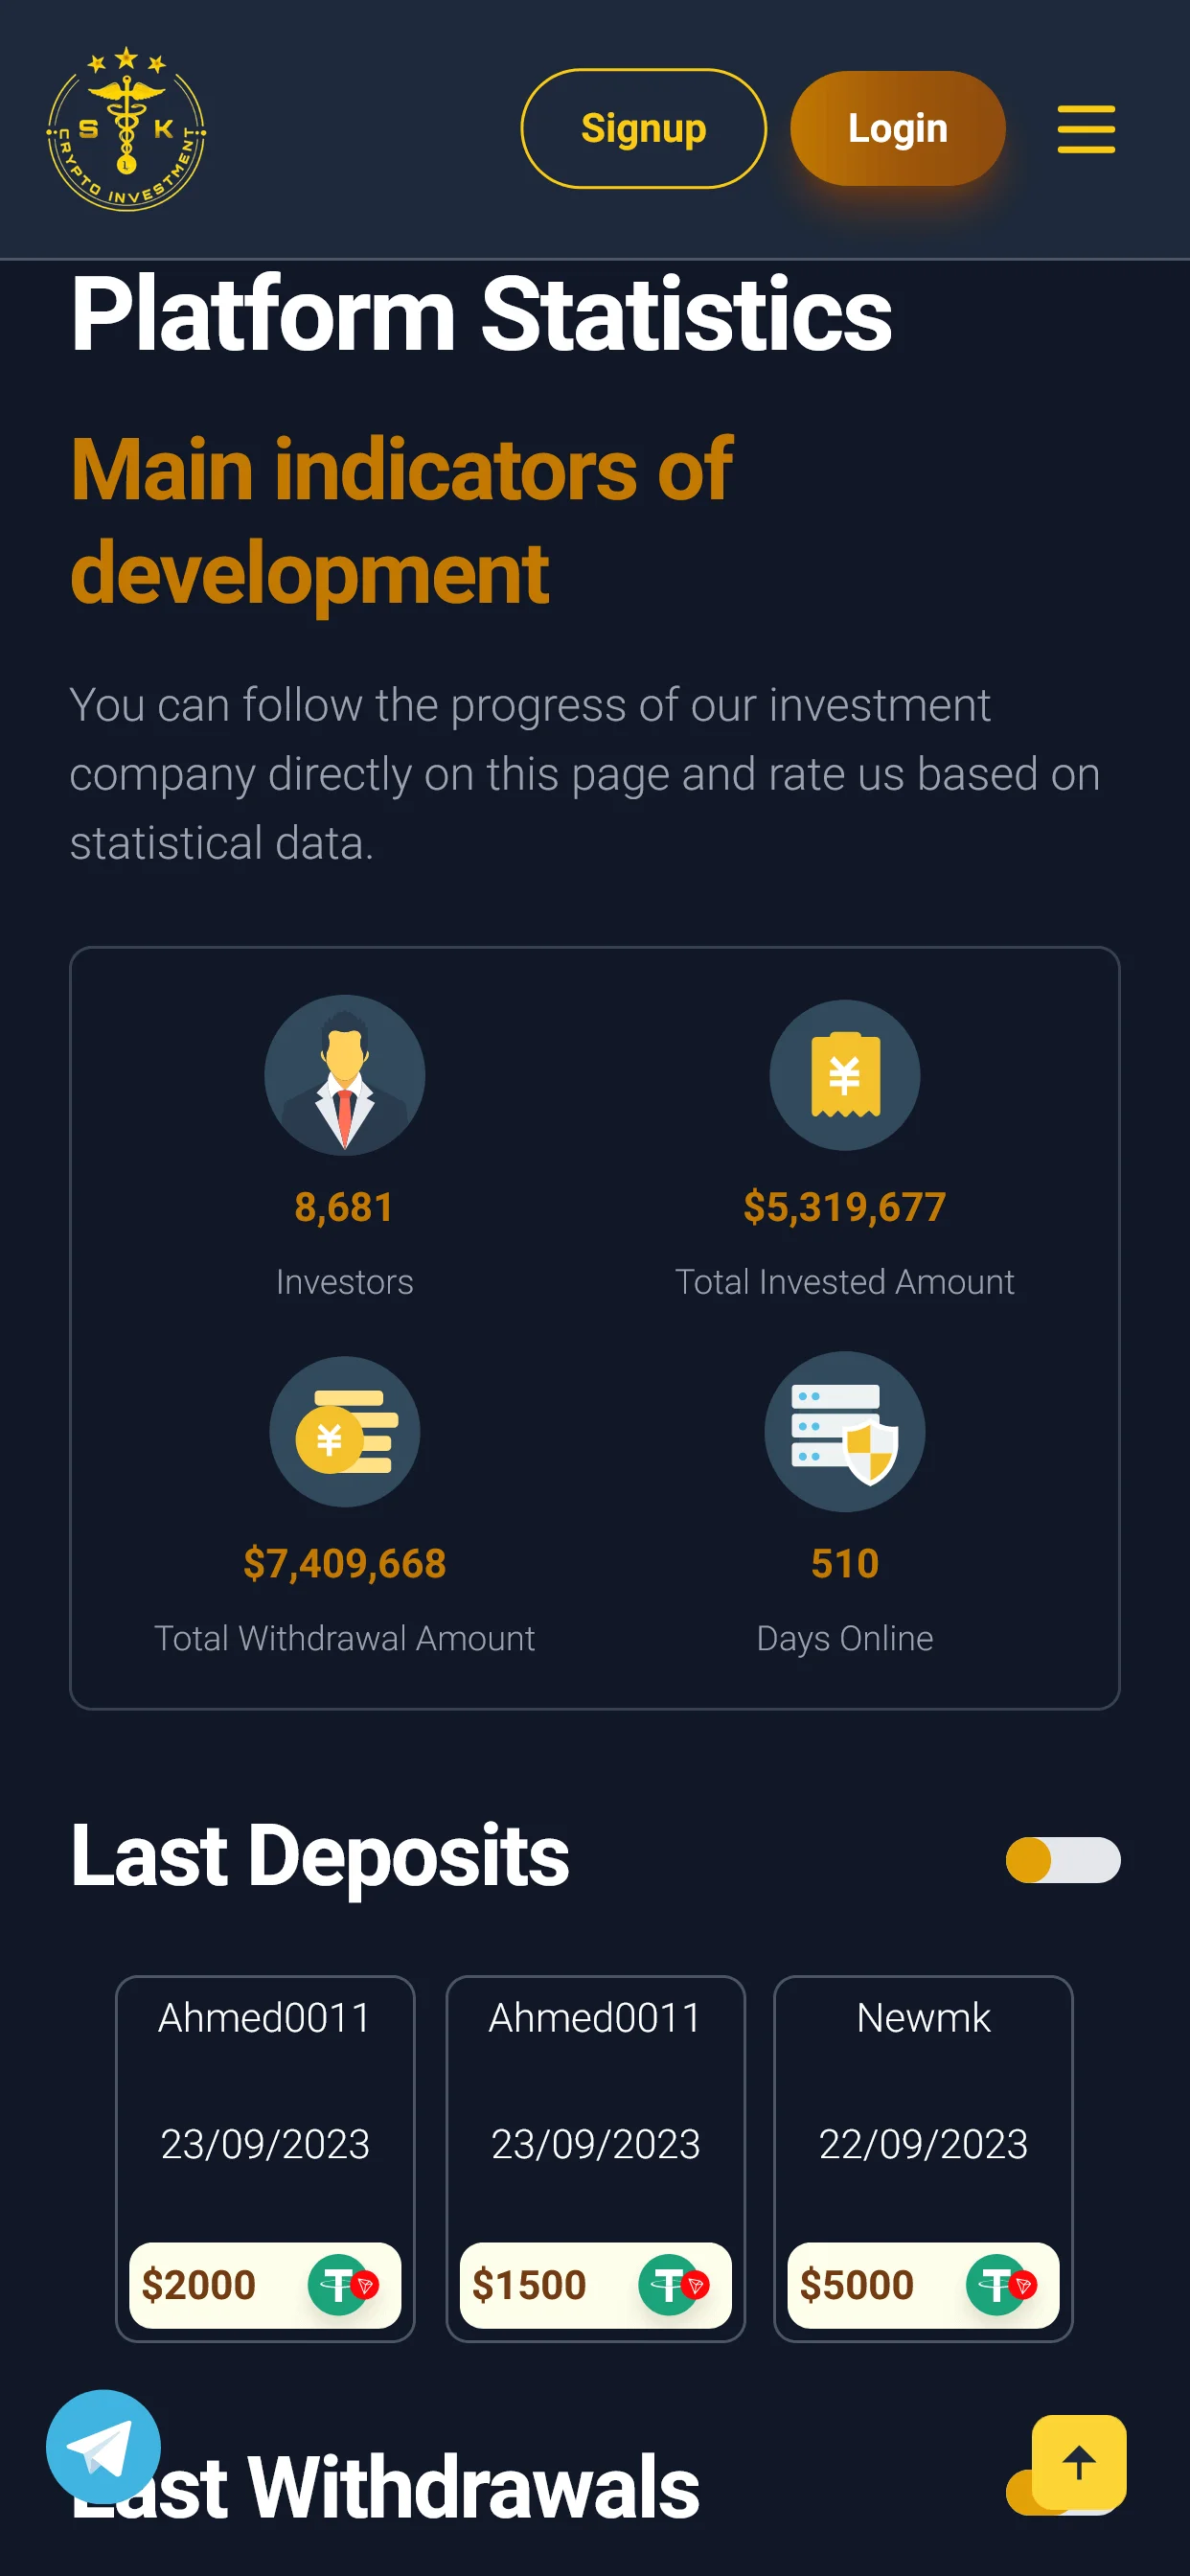 S K
CRYPTO INVESTMENT
Signup
Login
Platform Statistics
Main indicators of
development
You can follow the progress of our investment
company directly on this page and rate us based on
statistical data.
¥
8,681
$5,319,677
Investors
Total Invested Amount
¥
$7,409,668
510
Total Withdrawal Amount
Days Online
Last Deposits
Ahmed0011
Ahmed0011
Newmk
23/09/2023
23/09/2023
22/09/2023
$2000
$1500
$5000
Last Withdrawals